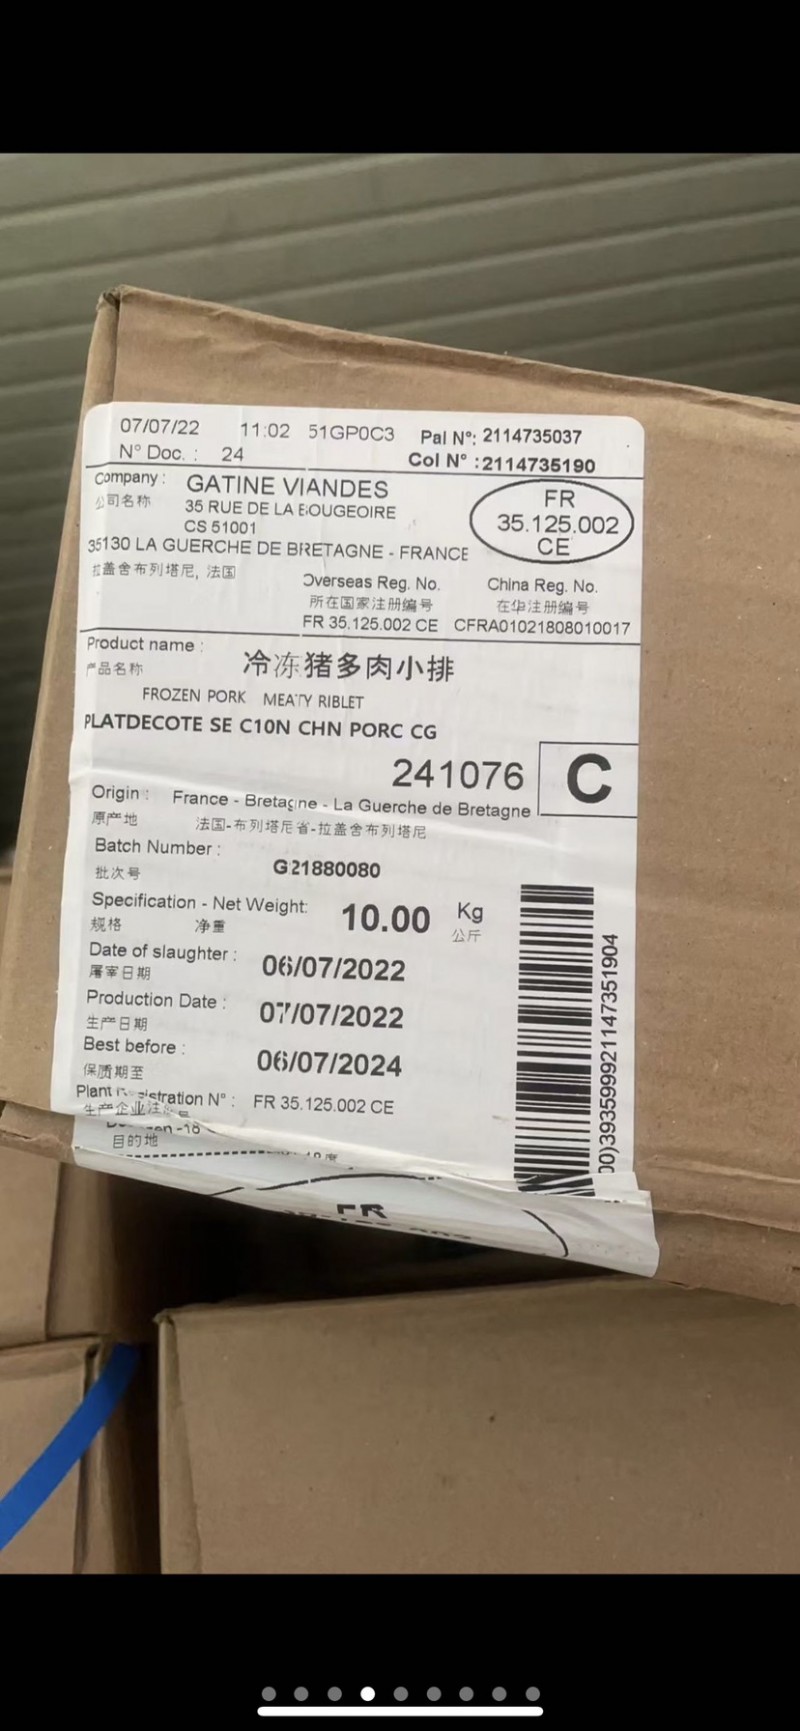 07/07/22 11:02 51GP0C3 Pal N°: 2114735037
N° Doc. : 24 Col N° :2114735190
Company : GATINE VIANDES
公司名称 35 RUE DE LA BOUGEOIRE
CS 51001
35130 LA GUERCHE DE BRETAGNE - FRANCE
拉盖舍布列塔尼, 法国
FR
35.125.002
CE
Overseas Reg. No. China Reg. No.
所在国家注册编号 在华注册编号
FR 35.125.002 CE CFRA01021808010017
Product name :
产品名称 冷冻猪多肉小排
FROZEN PORK MEATY RIBLET
PLATDECOTE SE C10N CHN PORC CG
241076 C
Origin : France - Bretagne - La Guerche de Bretagne
原产地 法国-布列塔尼省-拉盖舍布列塔尼
Batch Number :
批次号 G21880080
Specification - Net Weight: 10.00 Kg
规格 净重 公斤
Date of slaughter : 06/07/2022
屠宰日期
Production Date : 07/07/2022
生产日期
Best before : 06/07/2024
保质期至
Plant N° : FR 35.125.002 CE
生产企业注
-18
目的地
FR
00)393599921147351904